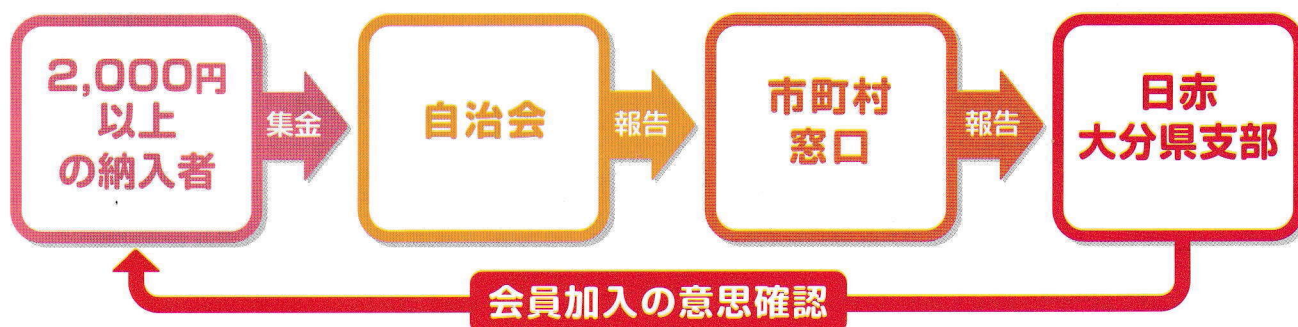 2,000円
以上
の納入者
集金
自治会
報告
市町村
窓口
報告
日赤
大分県支部
会員加入の意思確認